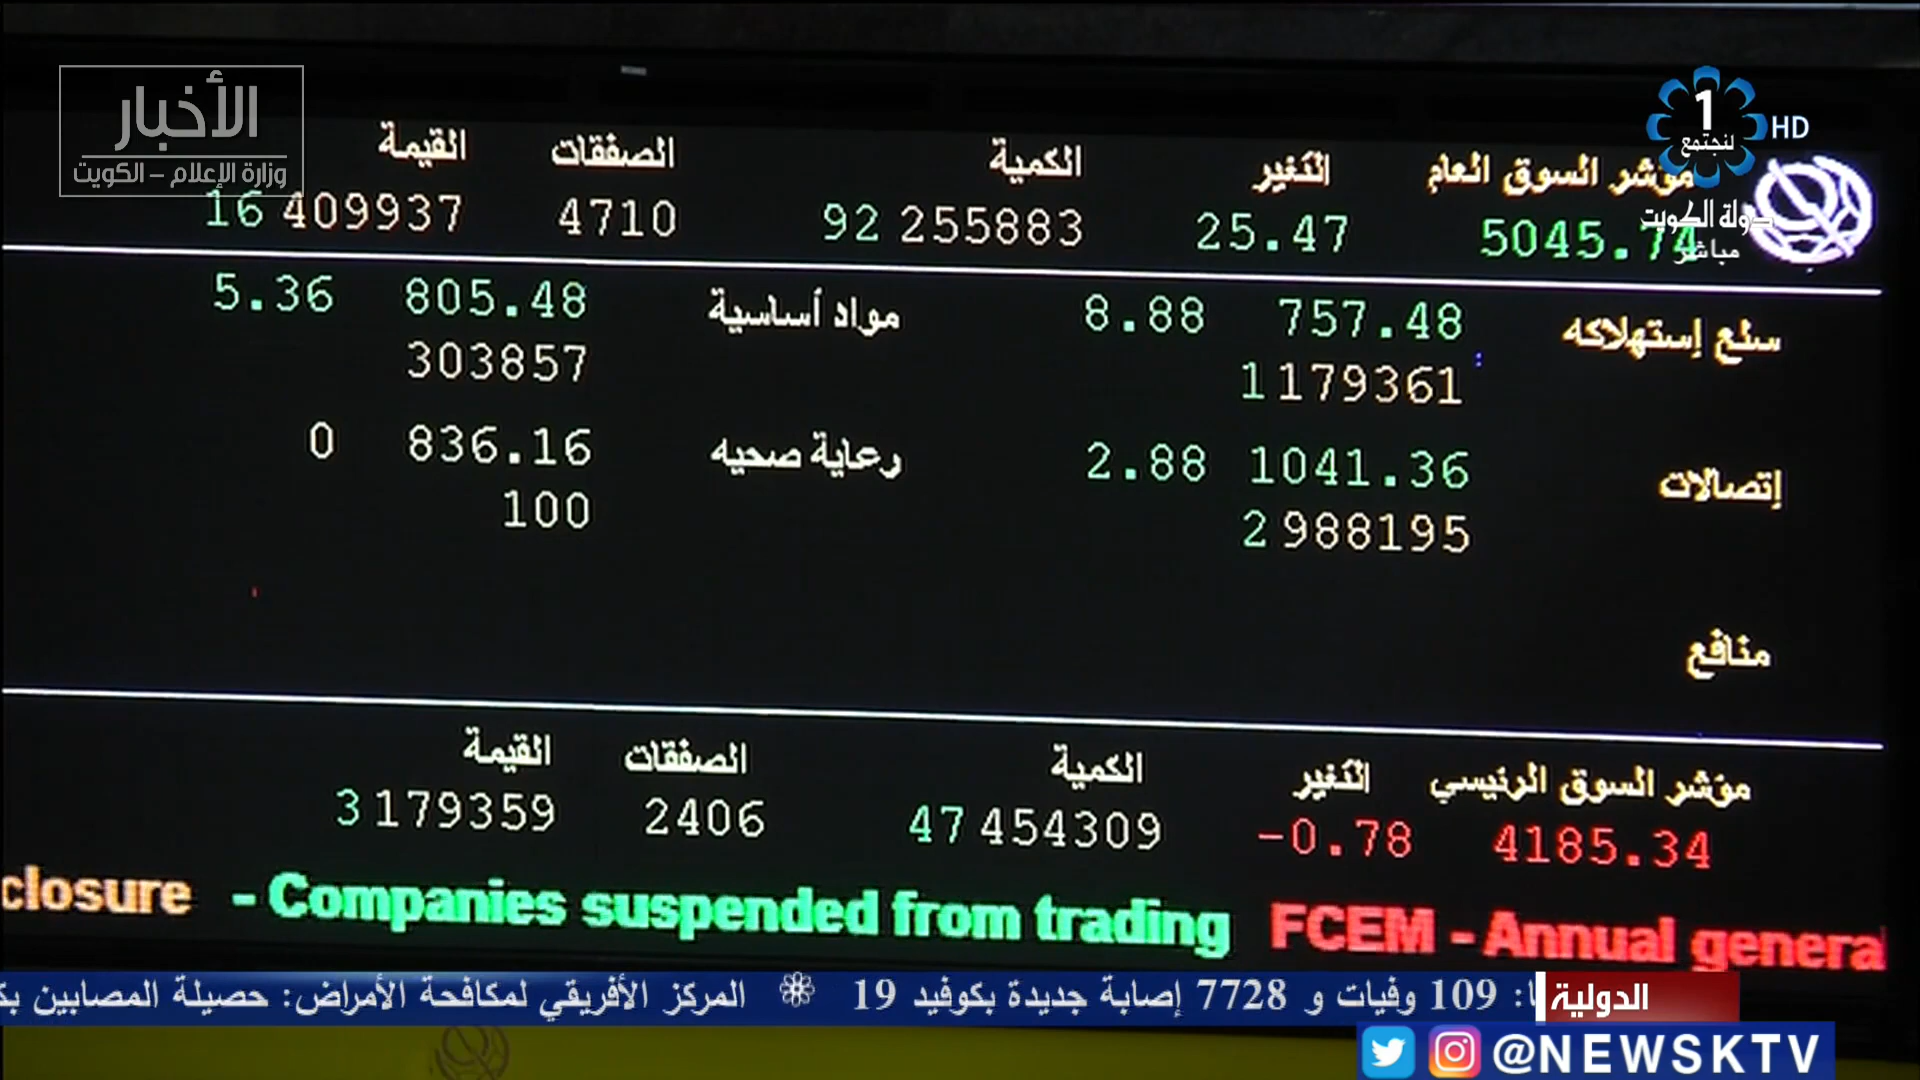 الأخبار
وزارة الإعلام – الكويت
1 HD
لنجتمع
دولة الكويت
مباشر
مؤشر السوق العام التغير الكمية الصفقات القيمة
5045.74 25.47 92 255883 4710 16 409937
سلع إستهلاكه 757.48 8.88 مواد أساسية 805.48 5.36
1 179361 303857
إتصالات 1041.36 2.88 رعاية صحيه 836.16 0
2 988195 100
منافع
مؤشر السوق الرئيسي التغير الكمية الصفقات القيمة
4185.34 -0.78 47 454309 2406 3 179359
closure - Companies suspended from trading FCEM - Annual genera
الدولية : 109 وفيات و 7728 إصابة جديدة بكوفيد 19 المركز الأفريقي لمكافحة الأمراض: حصيلة المصابين
@NEWSKTV